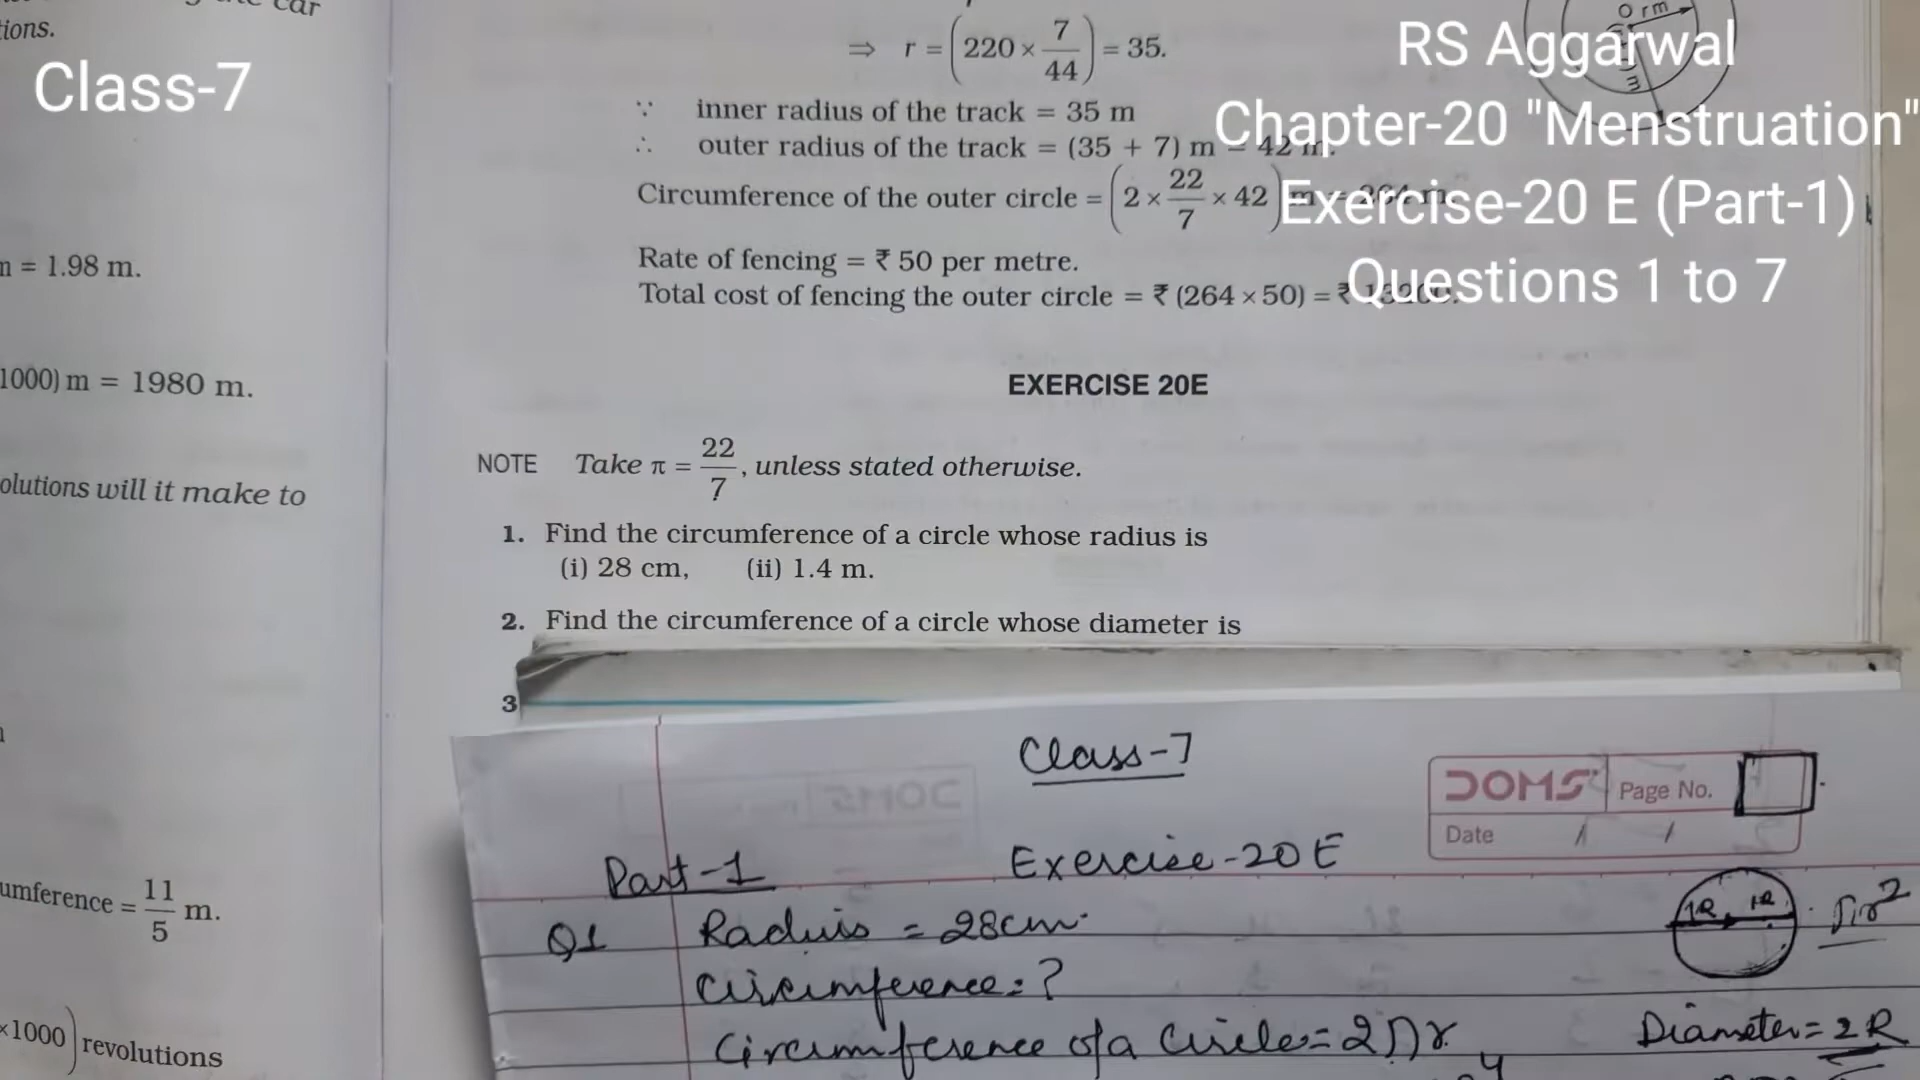 car
tions.
Class-7
n = 1.98 m.
1000) m = 1980 m.
olutions will it make to
umference = 11/5 m.
×1000) revolutions
⇒ r = (220 × 7/44) = 35.
∵ inner radius of the track = 35 m
∴ outer radius of the track = (35 + 7) m = 42 m.
Circumference of the outer circle = (2 × 22/7 × 42) m = 264 m.
Rate of fencing = ₹ 50 per metre.
Total cost of fencing the outer circle = ₹ (264 × 50) = ₹
RS Aggarwal
Chapter-20 "Menstruation"
Exercise-20 E (Part-1)
Questions 1 to 7
EXERCISE 20E
NOTE Take π = 22/7, unless stated otherwise.
1. Find the circumference of a circle whose radius is
(i) 28 cm, (ii) 1.4 m.
2. Find the circumference of a circle whose diameter is
3
Class-7
DOMS Page No.
Date / /
Part-1 Exercise-20 E
Q1 Radius = 28cm
πr²
Circumference = ?
Circumference of a Circle = 2πr
Diameter = 2R